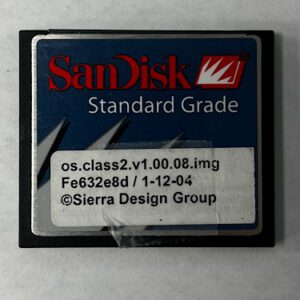 SanDisk
Standard Grade
os.class2.v1.00.08.img
Fe632e8d / 1-12-04
©Sierra Design Group